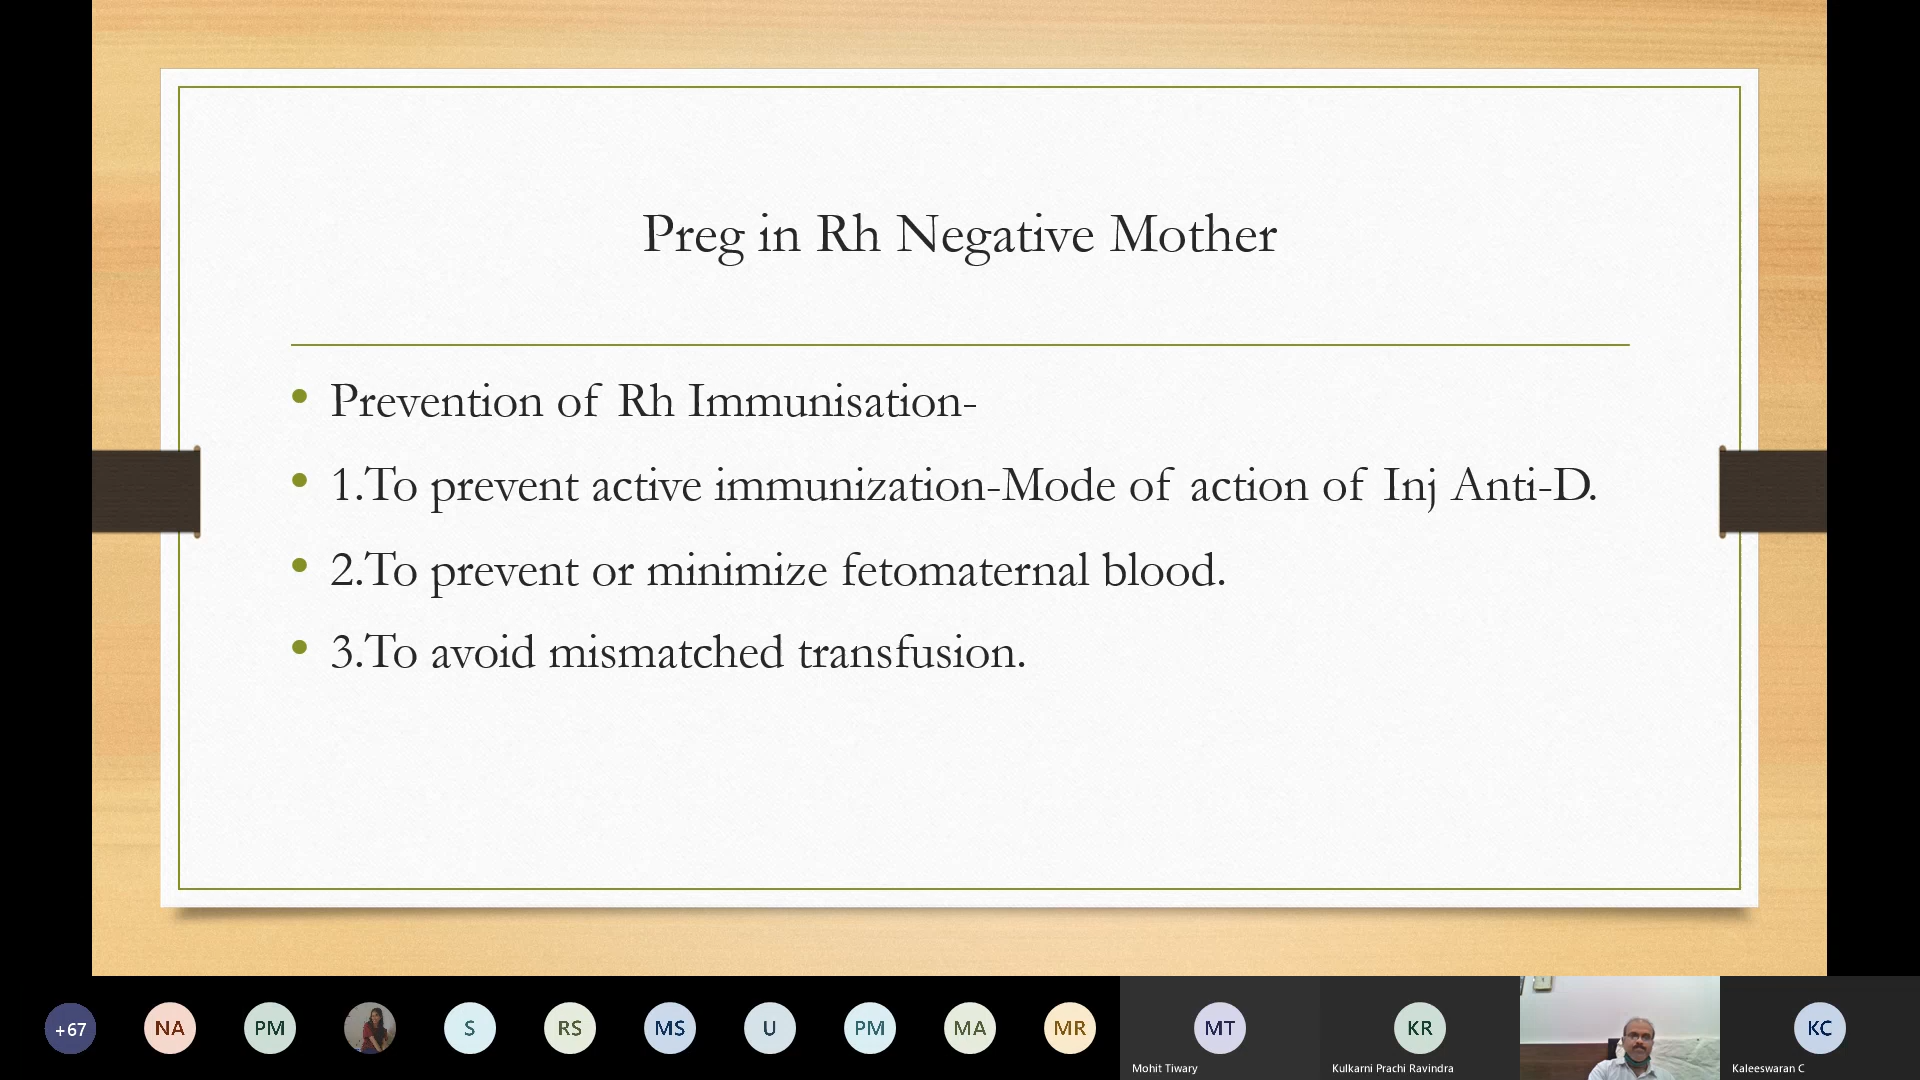 Preg in Rh Negative Mother
• Prevention of Rh Immunisation-
• 1.To prevent active immunization-Mode of action of Inj Anti-D.
• 2.To prevent or minimize fetomaternal blood.
• 3.To avoid mismatched transfusion.
+67 NA PM S RS MS U PM MA MR MT KR KC
Mohit Tiwary Kulkarni Prachi Ravindra Kaleeswaran C